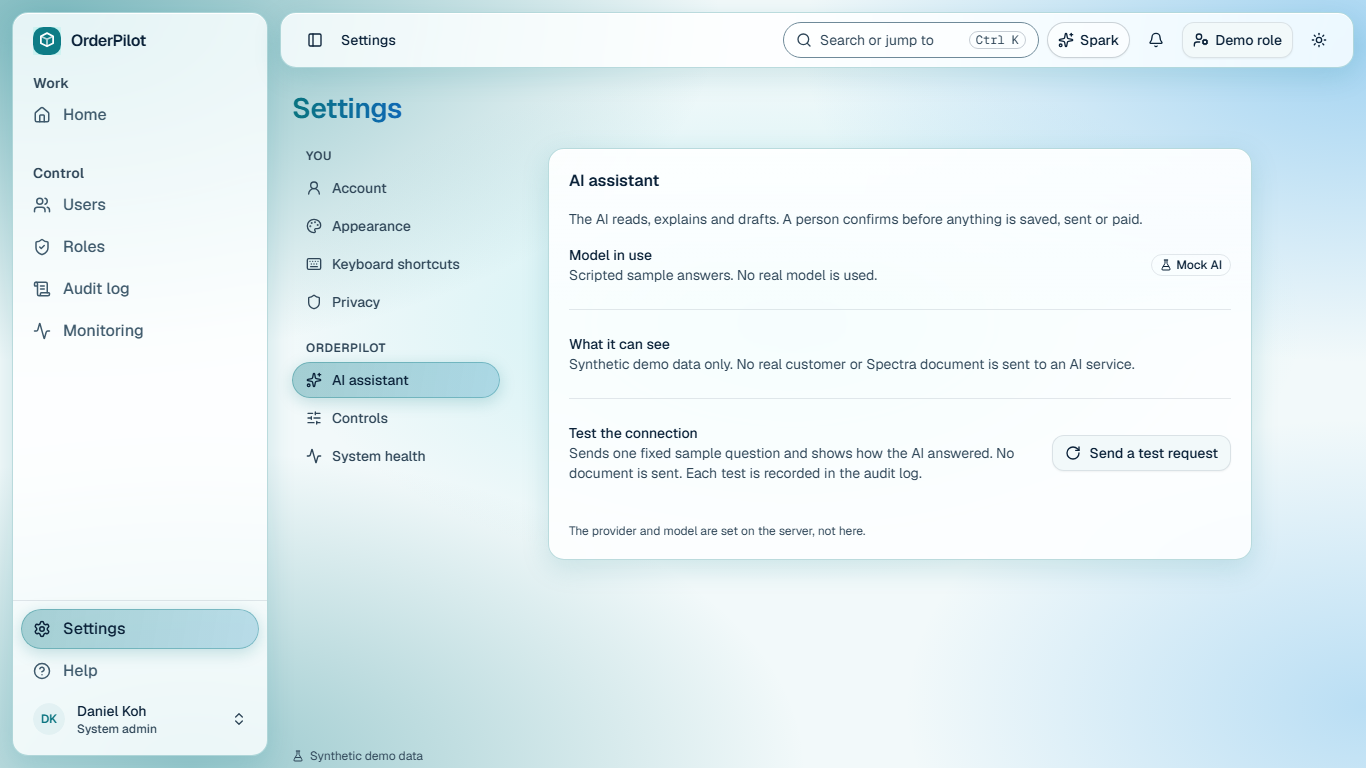 OrderPilot
Work
Home
Control
Users
Roles
Audit log
Monitoring
Settings
Help
DK
Daniel Koh
System admin
Settings
Search or jump to
Ctrl K
Spark
Demo role
Settings
YOU
Account
Appearance
Keyboard shortcuts
Privacy
ORDERPILOT
AI assistant
Controls
System health
AI assistant
The AI reads, explains and drafts. A person confirms before anything is saved, sent or paid.
Model in use
Scripted sample answers. No real model is used.
Mock AI
What it can see
Synthetic demo data only. No real customer or Spectra document is sent to an AI service.
Test the connection
Sends one fixed sample question and shows how the AI answered. No
document is sent. Each test is recorded in the audit log.
Send a test request
The provider and model are set on the server, not here.
Synthetic demo data